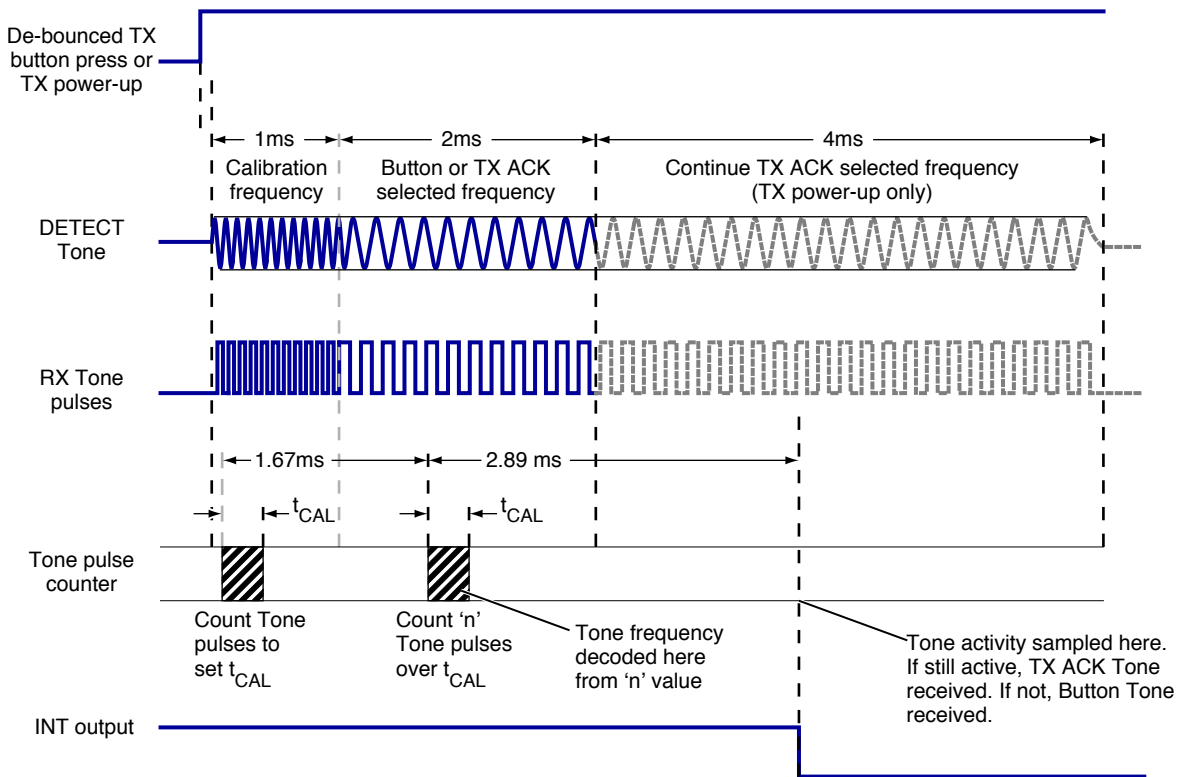 De-bounced TX
button press or
TX power-up
1ms
2ms
4ms
Calibration
frequency
Button or TX ACK
selected frequency
Continue TX ACK selected frequency
(TX power-up only)
DETECT
Tone
RX Tone
pulses
1.67ms
2.89 ms
tCAL
tCAL
Tone pulse
counter
Count Tone
pulses to
set tCAL
Count ‘n’
Tone pulses
over tCAL
Tone frequency
decoded here
from ‘n’ value
Tone activity sampled here.
If still active, TX ACK Tone
received. If not, Button Tone
received.
INT output